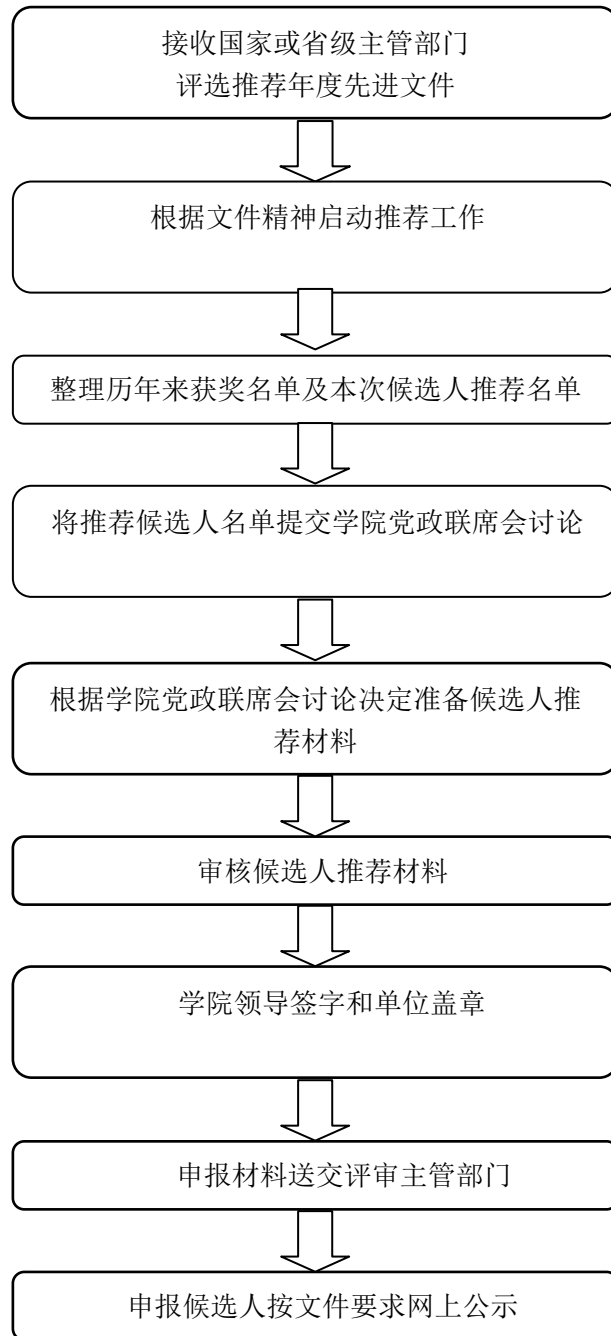 接收国家或省级主管部门
评选推荐年度先进文件
根据文件精神启动推荐工作
整理历年来获奖名单及本次候选人推荐名单
将推荐候选人名单提交学院党政联席会讨论
根据学院党政联席会讨论决定准备候选人推
荐材料
审核候选人推荐材料
学院领导签字和单位盖章
申报材料送交评审主管部门
申报候选人按文件要求网上公示